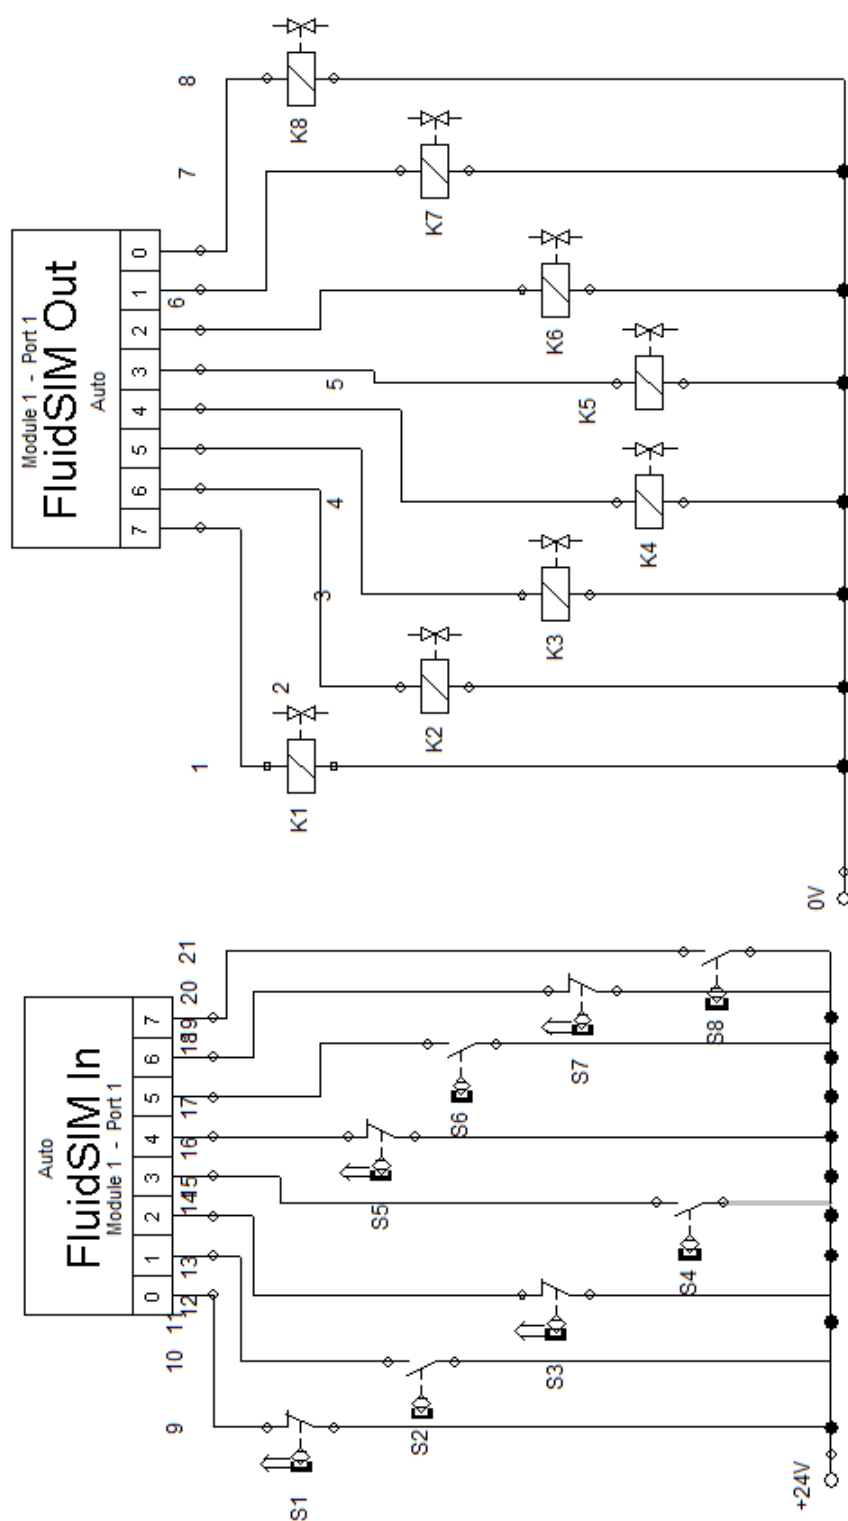 Auto
FluidSIM In
Module 1 - Port 1
0 1 2 3 4 5 6 7
9 10 11 12 13 14 15 16 17 18 19 20 21
S1
S2
S3
S4
S5
S6
S7
S8
+24V
Module 1 - Port 1
FluidSIM Out
Auto
7 6 5 4 3 2 1 0
1 2 3 4 5 6 7 8
K1
K2
K3
K4
K5
K6
K7
K8
0V